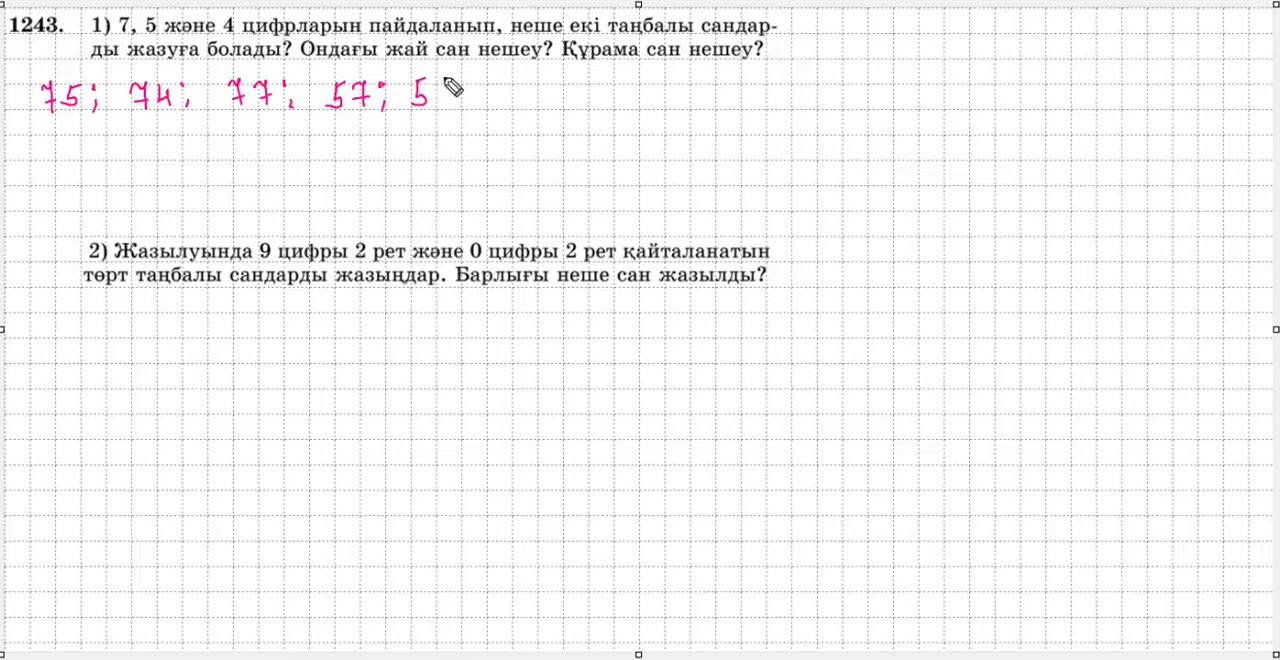 1243. 1) 7, 5 және 4 цифрларын пайдаланып, неше екі таңбалы сандар-
ды жазуға болады? Ондағы жай сан нешеу? Құрама сан нешеу?
75; 74; 77; 57; 5
2) Жазылуында 9 цифры 2 рет және 0 цифры 2 рет қайталанатын
төрт таңбалы сандарды жазыңдар. Барлығы неше сан жазылды?